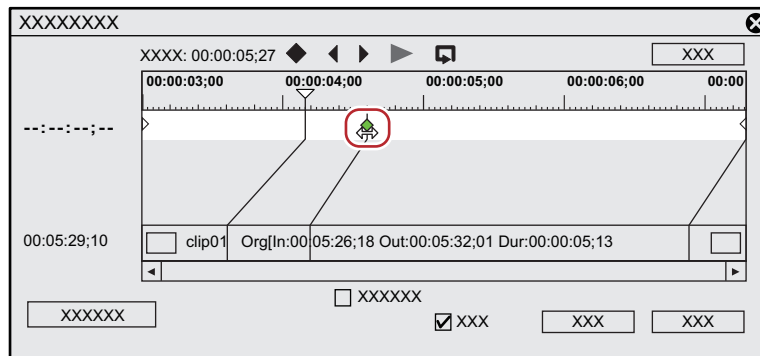 XXXXXXXX
XXXX: 00:00:05;27
XXX
00:00:03;00 00:00:04;00 00:00:05;00 00:00:06;00 00:00
--:--:--;--
00:05:29;10
clip01 Org[In:00:05:26;18 Out:00:05:32;01 Dur:00:00:05;13
XXXXXX
XXXXXX
XXX
XXX
XXX